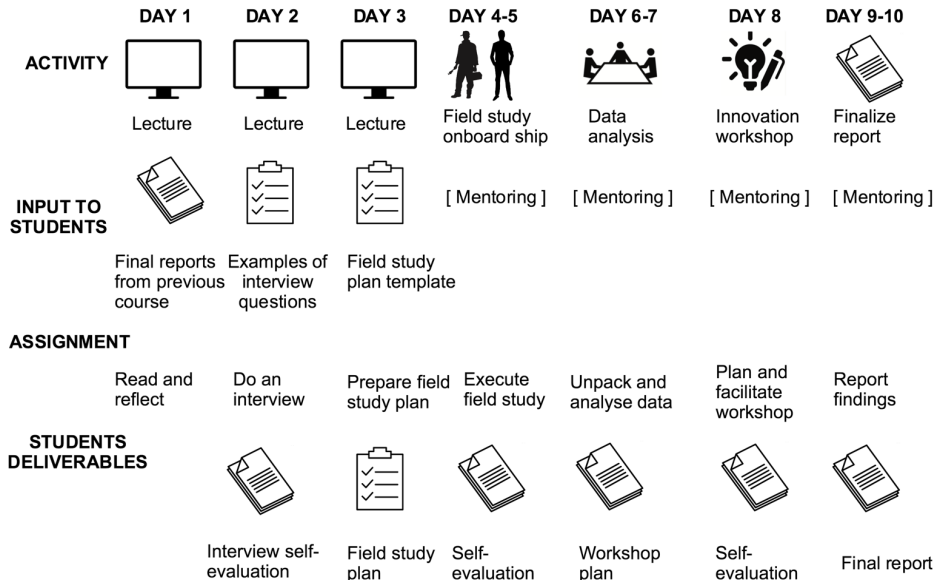 DAY 1 DAY 2 DAY 3 DAY 4-5 DAY 6-7 DAY 8 DAY 9-10
ACTIVITY
Lecture Lecture Lecture Field study Data Innovation Finalize
onboard ship analysis workshop report
INPUT TO
STUDENTS
[ Mentoring ] [ Mentoring ] [ Mentoring ] [ Mentoring ]
Final reports Examples of Field study
from previous interview plan template
course questions
ASSIGNMENT
Read and Do an Prepare field Execute Unpack and Plan and Report
reflect interview study plan field study analyse data facilitate findings
workshop
STUDENTS
DELIVERABLES
Interview self- Field study Self- Workshop Self- Final report
evaluation plan evaluation plan evaluation